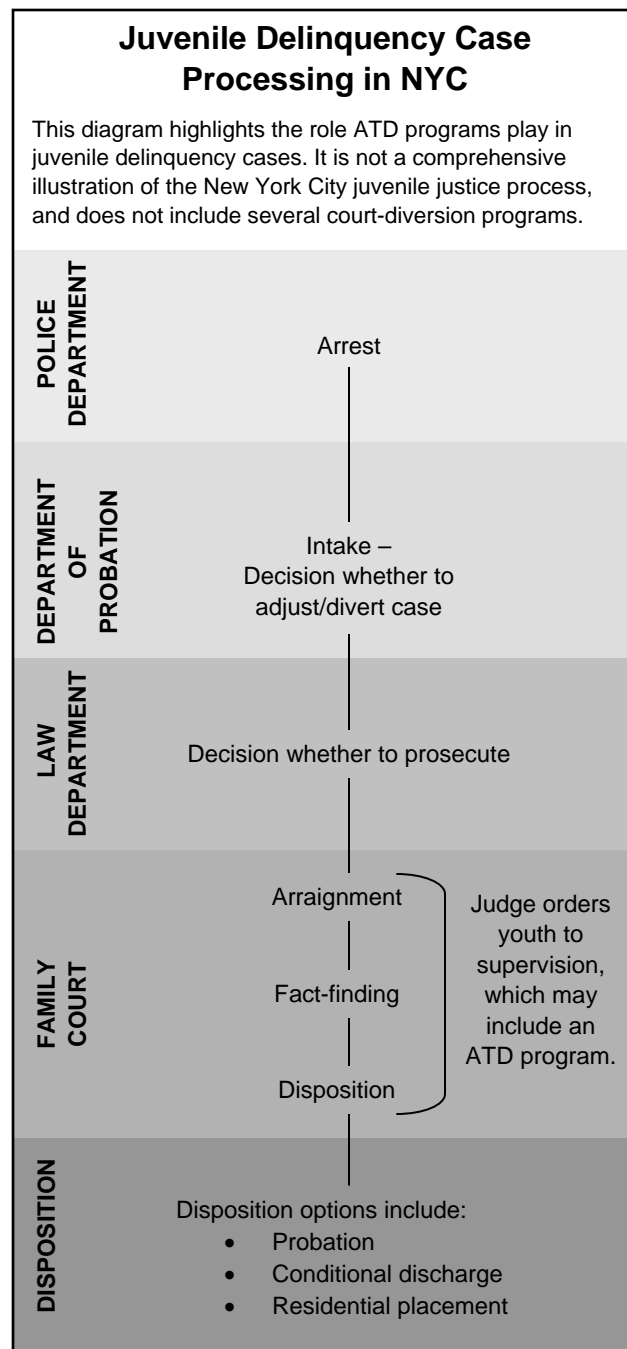 Juvenile Delinquency Case
Processing in NYC
This diagram highlights the role ATD programs play in
juvenile delinquency cases. It is not a comprehensive
illustration of the New York City juvenile justice process,
and does not include several court-diversion programs.
POLICE
DEPARTMENT
Arrest
DEPARTMENT
OF
PROBATION
Intake –
Decision whether to
adjust/divert case
LAW
DEPARTMENT
Decision whether to prosecute
FAMILY
COURT
Arraignment
Fact-finding
Disposition
Judge orders
youth to
supervision,
which may
include an
ATD program.
DISPOSITION
Disposition options include:
• Probation
• Conditional discharge
• Residential placement